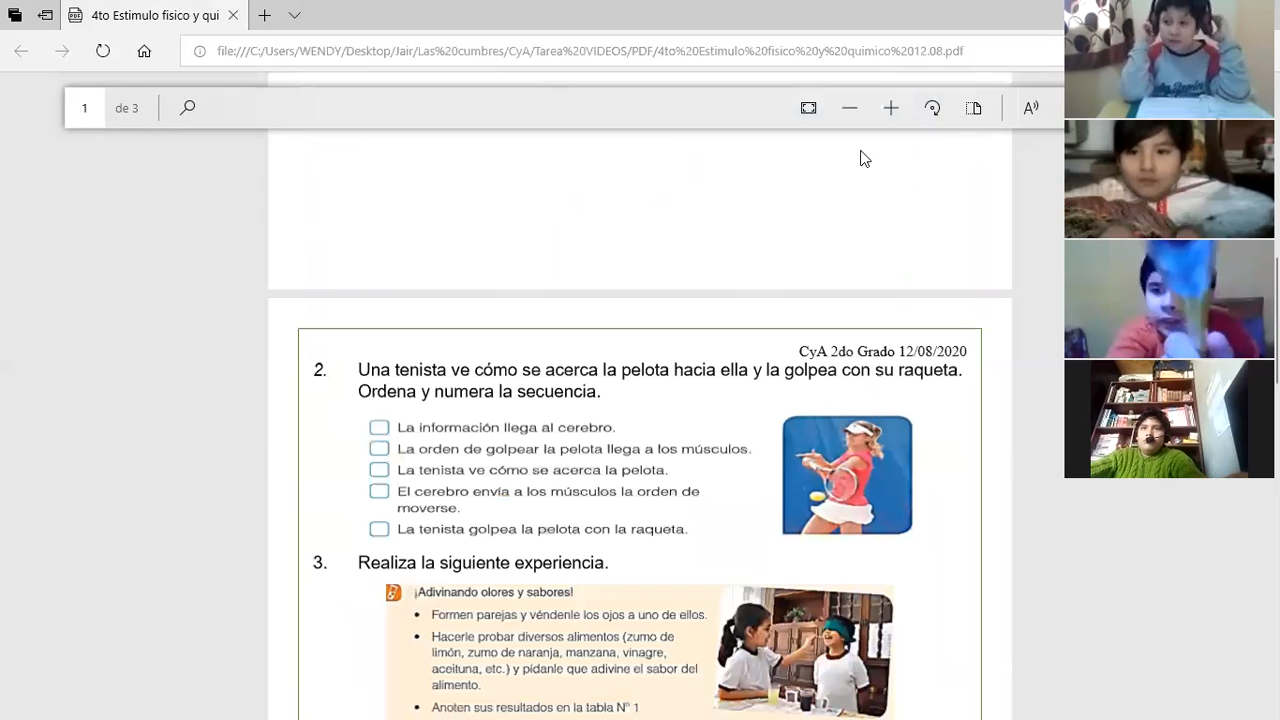 4to Estimulo fisico y qui
file:///C:/Users/WENDY/Desktop/Jair/Las%20cumbres/CyA/Tarea%20VIDEOS/PDF/4to%20Estimulo%20fisico%20y%20quimico%2012.08.pdf
1 de 3
CyA 2do Grado 12/08/2020
2. Una tenista ve cómo se acerca la pelota hacia ella y la golpea con su raqueta.
Ordena y numera la secuencia.
La información llega al cerebro.
La orden de golpear la pelota llega a los músculos.
La tenista ve cómo se acerca la pelota.
El cerebro envía a los músculos la orden de
moverse.
La tenista golpea la pelota con la raqueta.
3. Realiza la siguiente experiencia.
¡Adivinando olores y sabores!
• Formen parejas y véndenle los ojos a uno de ellos.
• Hacerle probar diversos alimentos (zumo de
limón, zumo de naranja, manzana, vinagre,
aceituna, etc.) y pídanle que adivine el sabor del
alimento.
• Anoten sus resultados en la tabla N° 1